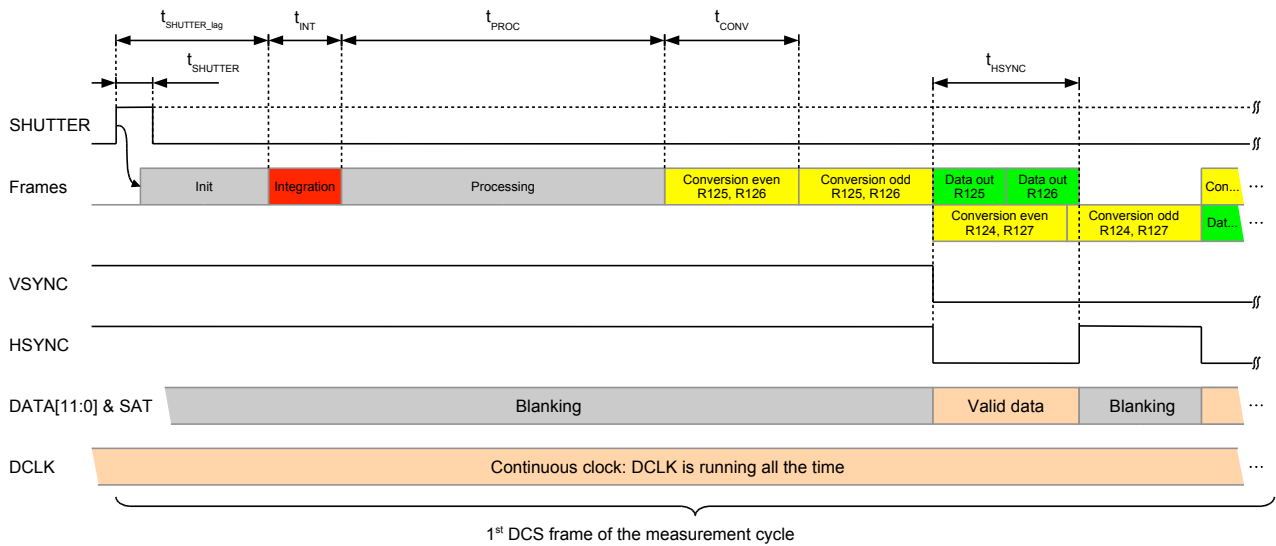 tSHUTTER_lag tINT tPROC tCONV
tSHUTTER tHSYNC
SHUTTER
Frames Init Integration Processing Conversion even Conversion odd Data out Data out Con... ...
R125, R126 R125, R126 R125 R126
Conversion even Conversion odd Dat... ...
R124, R127 R124, R127
VSYNC
HSYNC
DATA[11:0] & SAT Blanking Valid data Blanking ...
DCLK Continuous clock: DCLK is running all the time ...
1st DCS frame of the measurement cycle